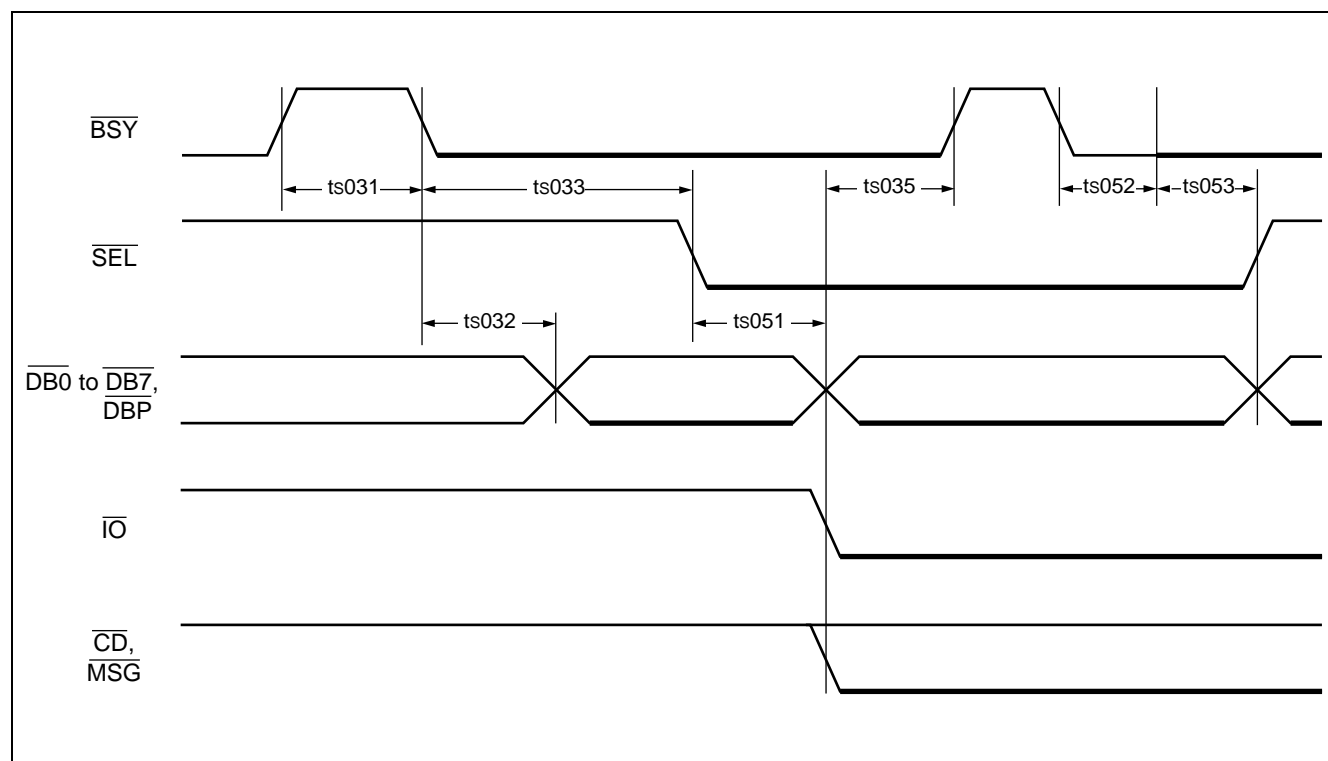 BSY
ts031
ts033
ts035
ts052
ts053
SEL
ts032
ts051
DB0 to DB7,
DBP
IO
CD,
MSG